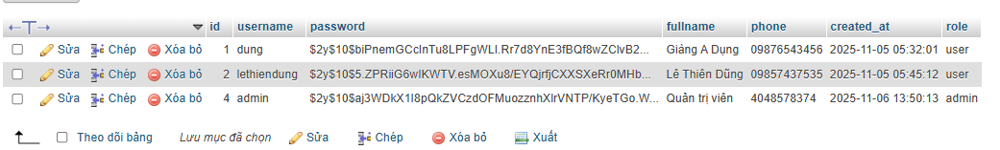 id username password fullname phone created_at role
Sửa Chép Xóa bỏ 1 dung $2y$10$biPnemGCclnTu8LPFgWLI.Rr7d8YnE3fBQf8wZClvB2... Giàng A Dụng 09876543456 2025-11-05 05:32:01 user
Sửa Chép Xóa bỏ 2 lethiendung $2y$10$5.ZPRiiG6wlKWTV.esMOXu8/EYQjrfjCXXSXeRr0MHb... Lê Thiên Dũng 09857437535 2025-11-05 05:45:12 user
Sửa Chép Xóa bỏ 4 admin $2y$10$aj3WDkX1I8pQkZVCzdOFMuozznhXlrVNTP/KyeTGo.W... Quản trị viên 4048578374 2025-11-06 13:50:13 admin
Theo dõi bảng Lưu mục đã chọn Sửa Chép Xóa bỏ Xuất